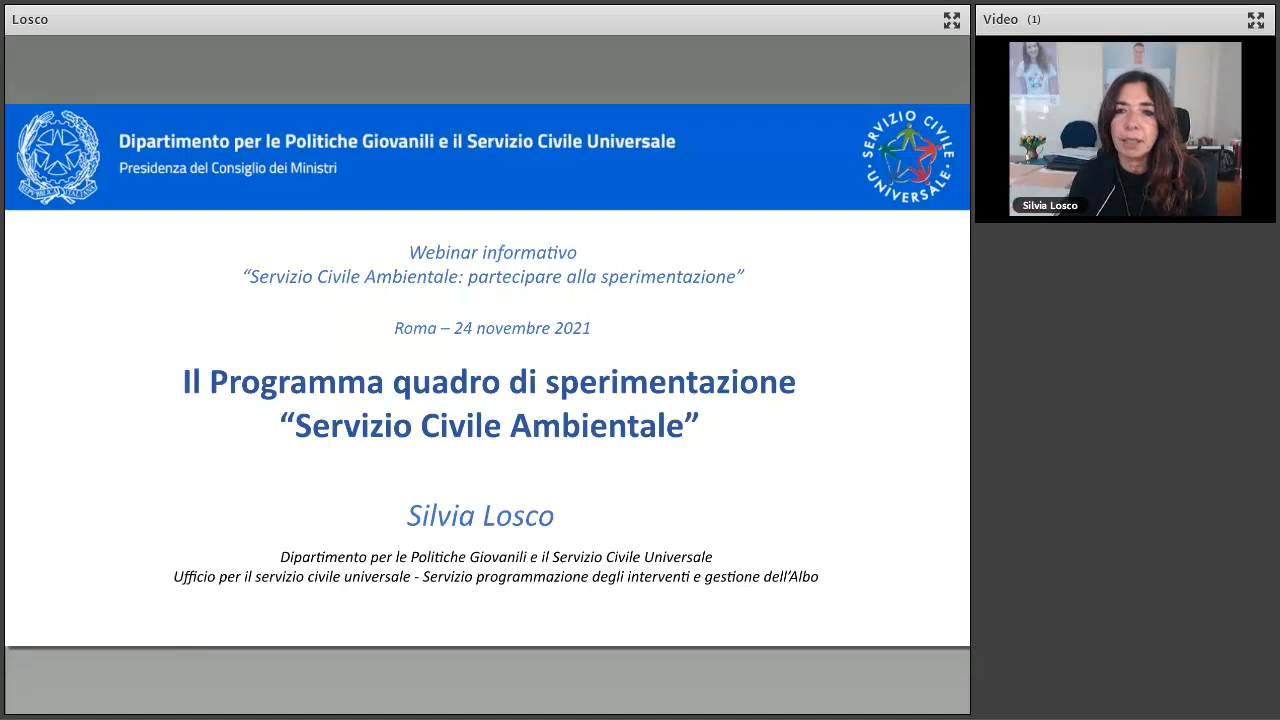 Losco
Video (1)
Dipartimento per le Politiche Giovanili e il Servizio Civile Universale
Presidenza del Consiglio dei Ministri
SERVIZIO CIVILE
UNIVERSALE
Silvia Losco
Webinar informativo
“Servizio Civile Ambientale: partecipare alla sperimentazione”
Roma – 24 novembre 2021
Il Programma quadro di sperimentazione
“Servizio Civile Ambientale”
Silvia Losco
Dipartimento per le Politiche Giovanili e il Servizio Civile Universale
Ufficio per il servizio civile universale - Servizio programmazione degli interventi e gestione dell’Albo